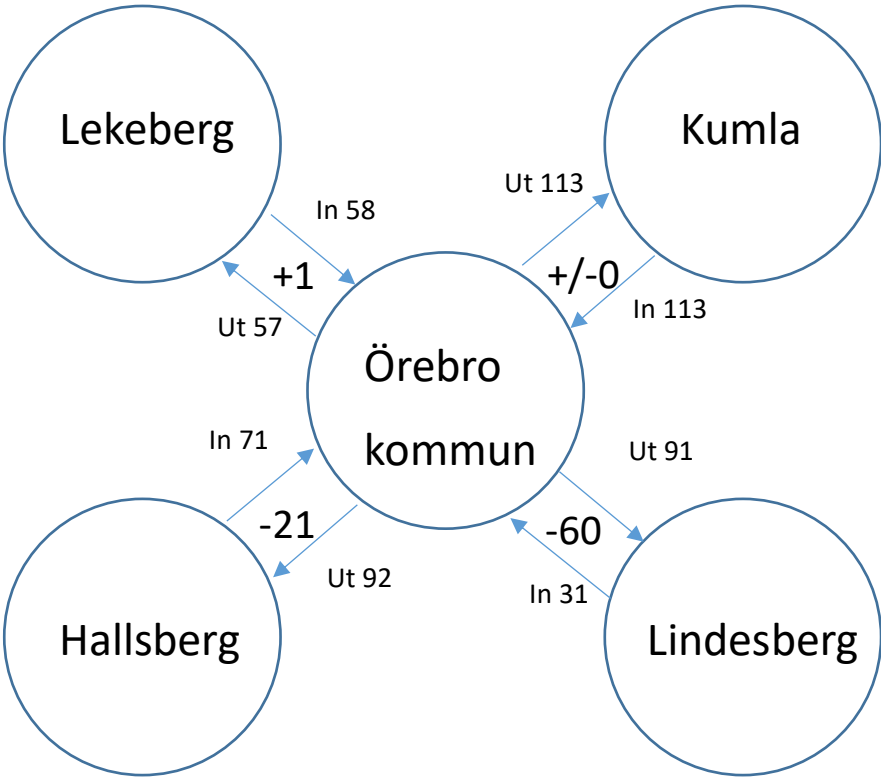 Lekeberg
Kumla
In 58
Ut 113
+1
+/-0
Ut 57
In 113
Örebro
kommun
In 71
Ut 91
-21
-60
Ut 92
In 31
Hallsberg
Lindesberg